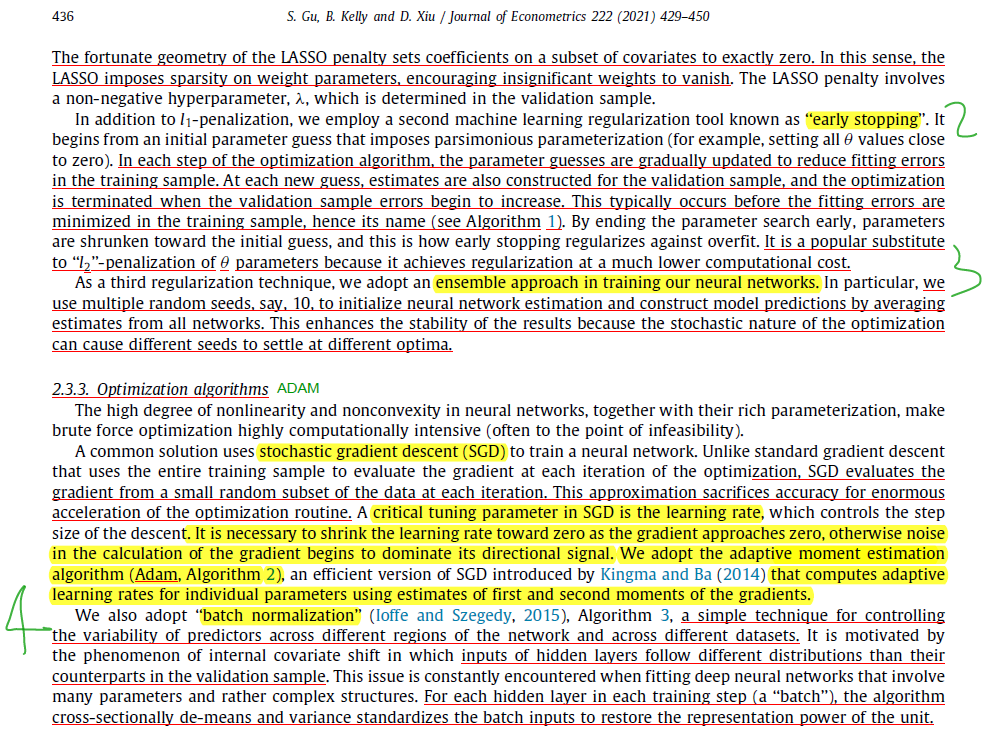 436
S. Gu, B. Kelly and D. Xiu / Journal of Econometrics 222 (2021) 429–450
The fortunate geometry of the LASSO penalty sets coefficients on a subset of covariates to exactly zero. In this sense, the
LASSO imposes sparsity on weight parameters, encouraging insignificant weights to vanish. The LASSO penalty involves
a non-negative hyperparameter, λ, which is determined in the validation sample.
In addition to l₁-penalization, we employ a second machine learning regularization tool known as “early stopping”. It
2
begins from an initial parameter guess that imposes parsimonious parameterization (for example, setting all θ values close
to zero). In each step of the optimization algorithm, the parameter guesses are gradually updated to reduce fitting errors
in the training sample. At each new guess, estimates are also constructed for the validation sample, and the optimization
is terminated when the validation sample errors begin to increase. This typically occurs before the fitting errors are
minimized in the training sample, hence its name (see Algorithm 1). By ending the parameter search early, parameters
are shrunken toward the initial guess, and this is how early stopping regularizes against overfit. It is a popular substitute
to “l₂”-penalization of θ parameters because it achieves regularization at a much lower computational cost.
3
As a third regularization technique, we adopt an ensemble approach in training our neural networks. In particular, we
use multiple random seeds, say, 10, to initialize neural network estimation and construct model predictions by averaging
estimates from all networks. This enhances the stability of the results because the stochastic nature of the optimization
can cause different seeds to settle at different optima.
2.3.3. Optimization algorithms ADAM
The high degree of nonlinearity and nonconvexity in neural networks, together with their rich parameterization, make
brute force optimization highly computationally intensive (often to the point of infeasibility).
A common solution uses stochastic gradient descent (SGD) to train a neural network. Unlike standard gradient descent
that uses the entire training sample to evaluate the gradient at each iteration of the optimization, SGD evaluates the
gradient from a small random subset of the data at each iteration. This approximation sacrifices accuracy for enormous
acceleration of the optimization routine. A critical tuning parameter in SGD is the learning rate, which controls the step
size of the descent. It is necessary to shrink the learning rate toward zero as the gradient approaches zero, otherwise noise
in the calculation of the gradient begins to dominate its directional signal. We adopt the adaptive moment estimation
algorithm (Adam, Algorithm 2), an efficient version of SGD introduced by Kingma and Ba (2014) that computes adaptive
learning rates for individual parameters using estimates of first and second moments of the gradients.
4
We also adopt “batch normalization” (Ioffe and Szegedy, 2015), Algorithm 3, a simple technique for controlling
the variability of predictors across different regions of the network and across different datasets. It is motivated by
the phenomenon of internal covariate shift in which inputs of hidden layers follow different distributions than their
counterparts in the validation sample. This issue is constantly encountered when fitting deep neural networks that involve
many parameters and rather complex structures. For each hidden layer in each training step (a “batch”), the algorithm
cross-sectionally de-means and variance standardizes the batch inputs to restore the representation power of the unit.